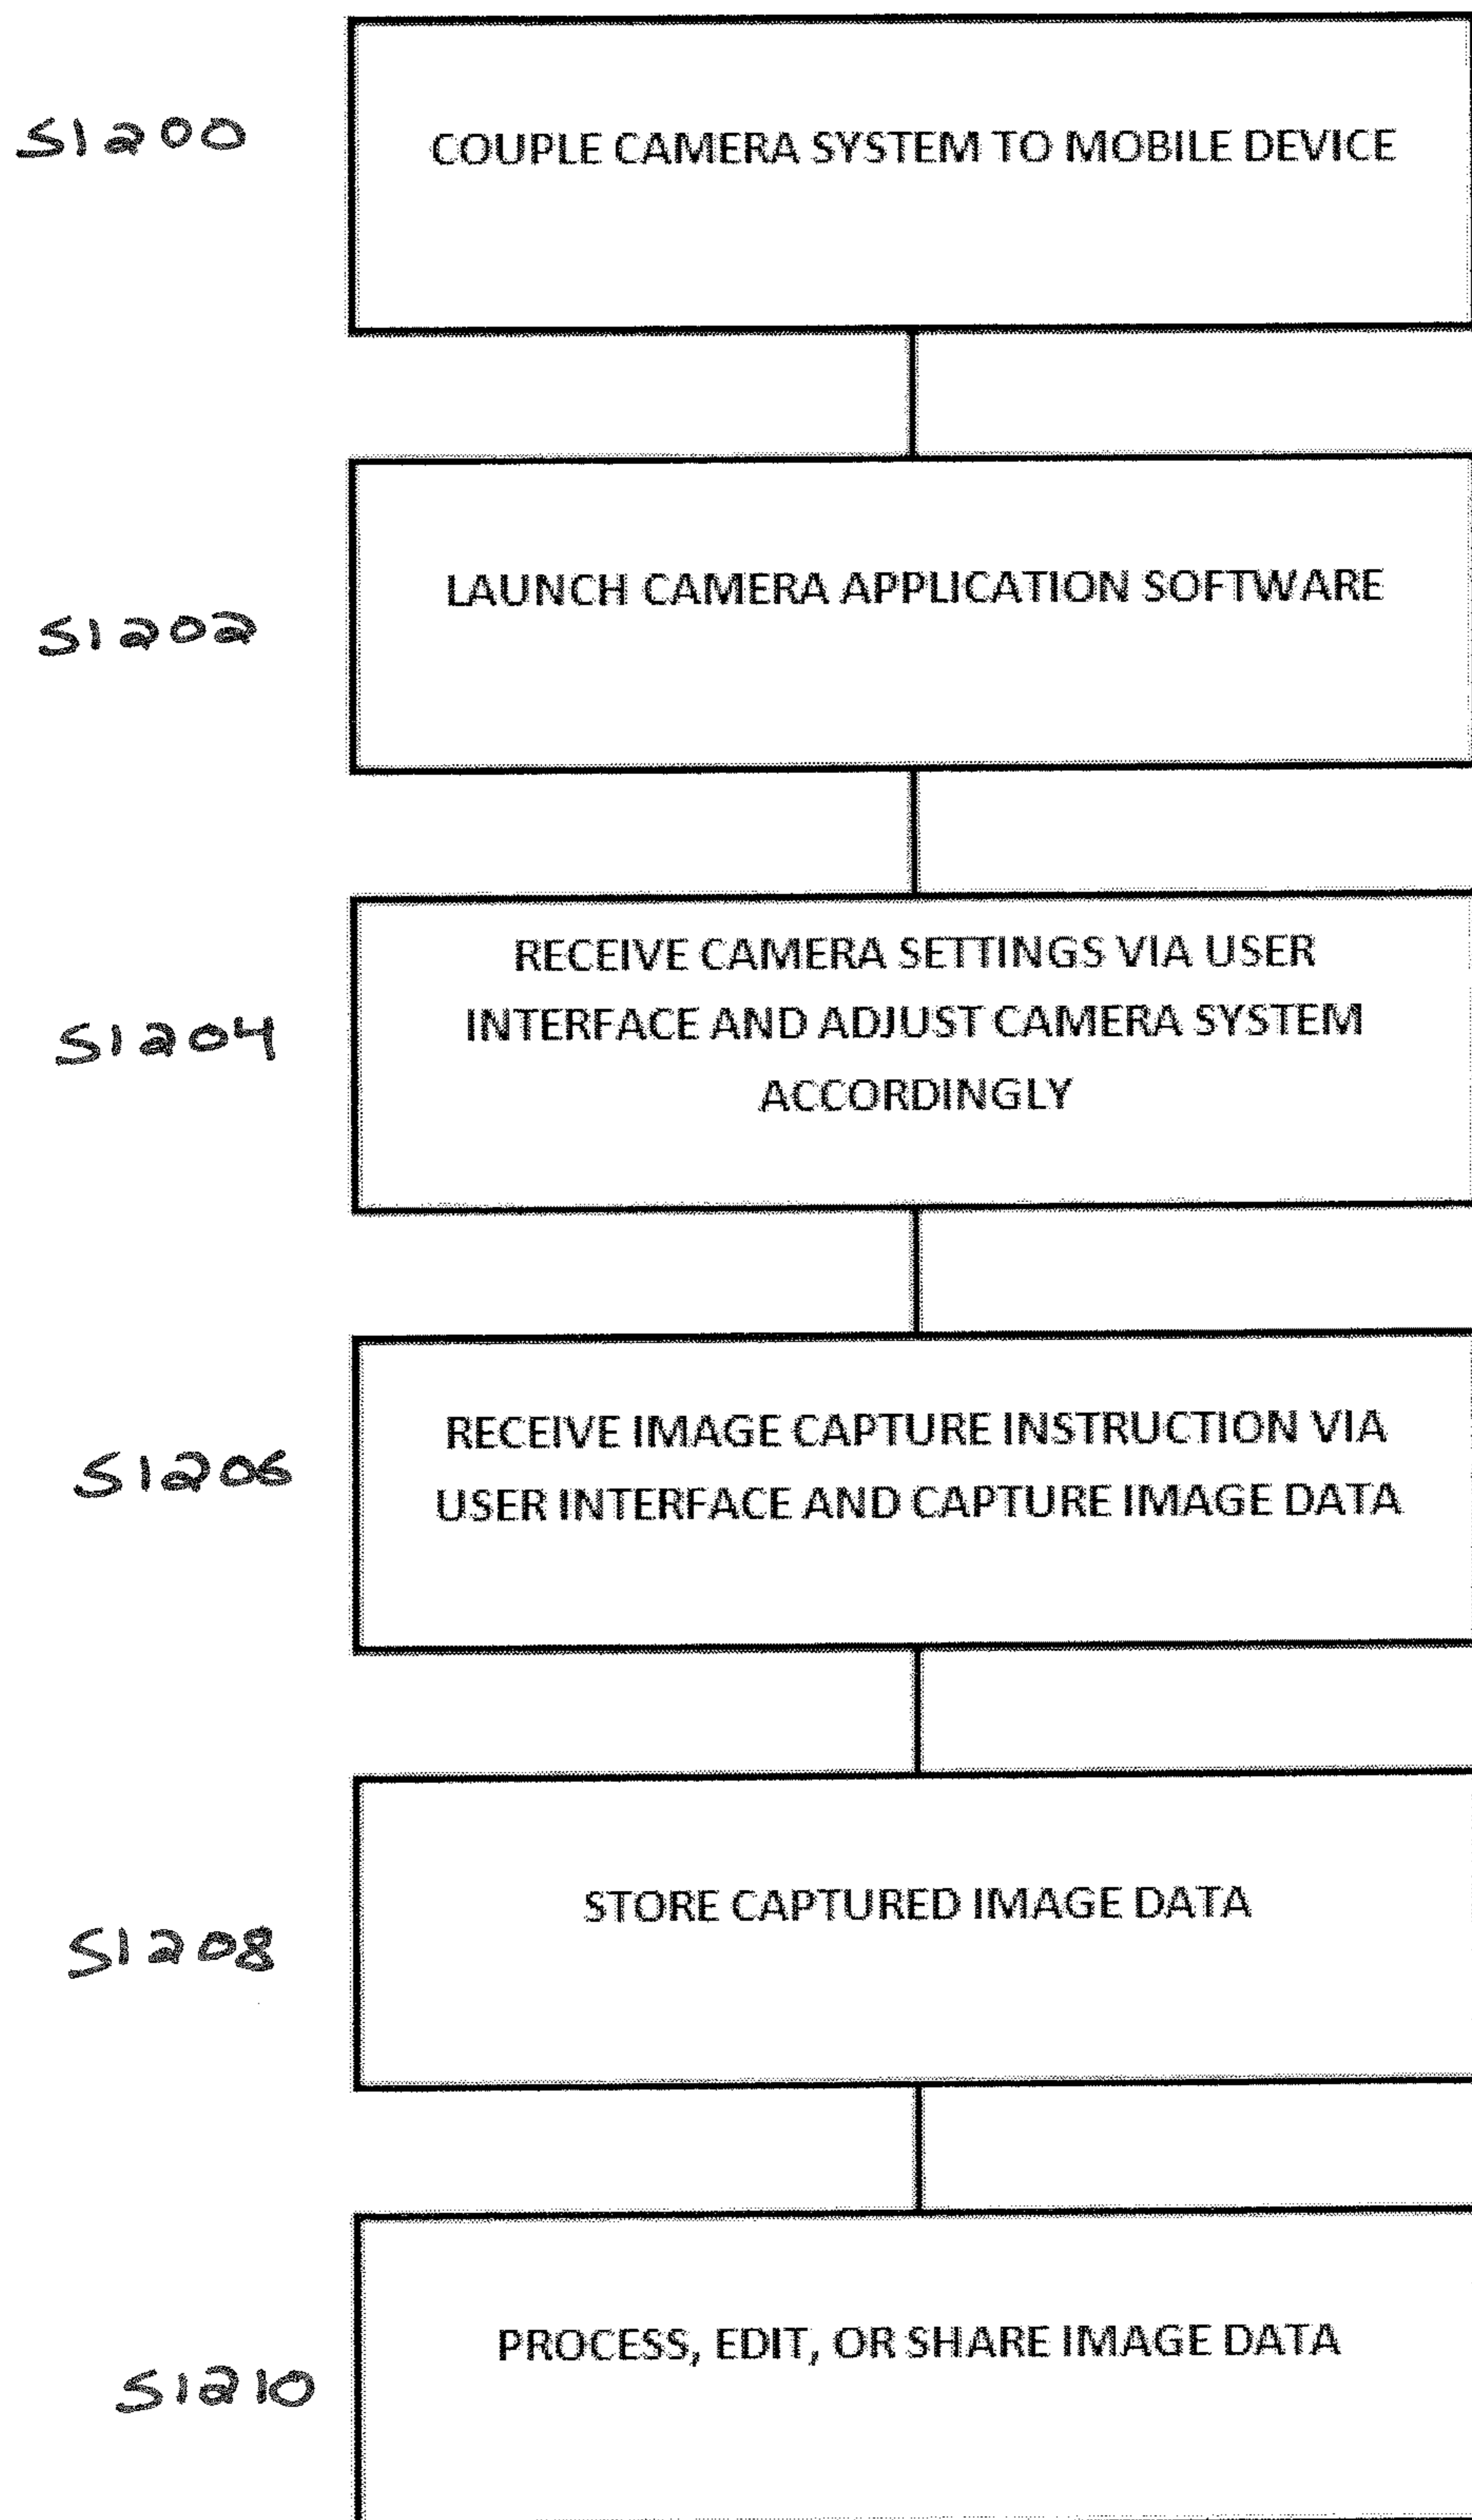 S1200
COUPLE CAMERA SYSTEM TO MOBILE DEVICE
S1202
LAUNCH CAMERA APPLICATION SOFTWARE
S1204
RECEIVE CAMERA SETTINGS VIA USER
INTERFACE AND ADJUST CAMERA SYSTEM
ACCORDINGLY
S1206
RECEIVE IMAGE CAPTURE INSTRUCTION VIA
USER INTERFACE AND CAPTURE IMAGE DATA
S1208
STORE CAPTURED IMAGE DATA
S1210
PROCESS, EDIT, OR SHARE IMAGE DATA